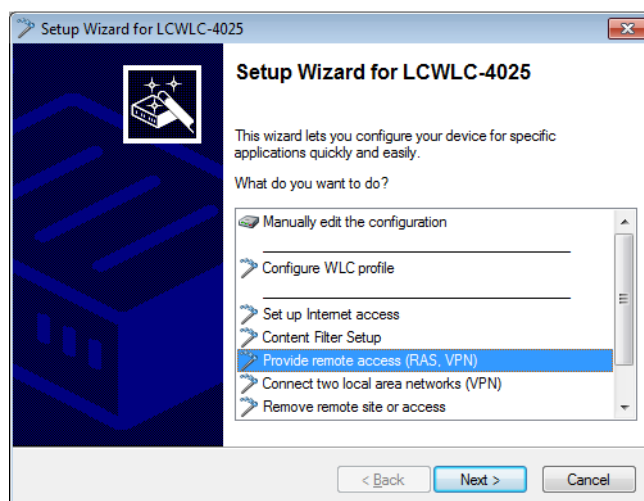 Setup Wizard for LCWLC-4025
Setup Wizard for LCWLC-4025
This wizard lets you configure your device for specific
applications quickly and easily.
What do you want to do?
Manually edit the configuration
Configure WLC profile
Set up Internet access
Content Filter Setup
Provide remote access (RAS, VPN)
Connect two local area networks (VPN)
Remove remote site or access
< Back
Next >
Cancel